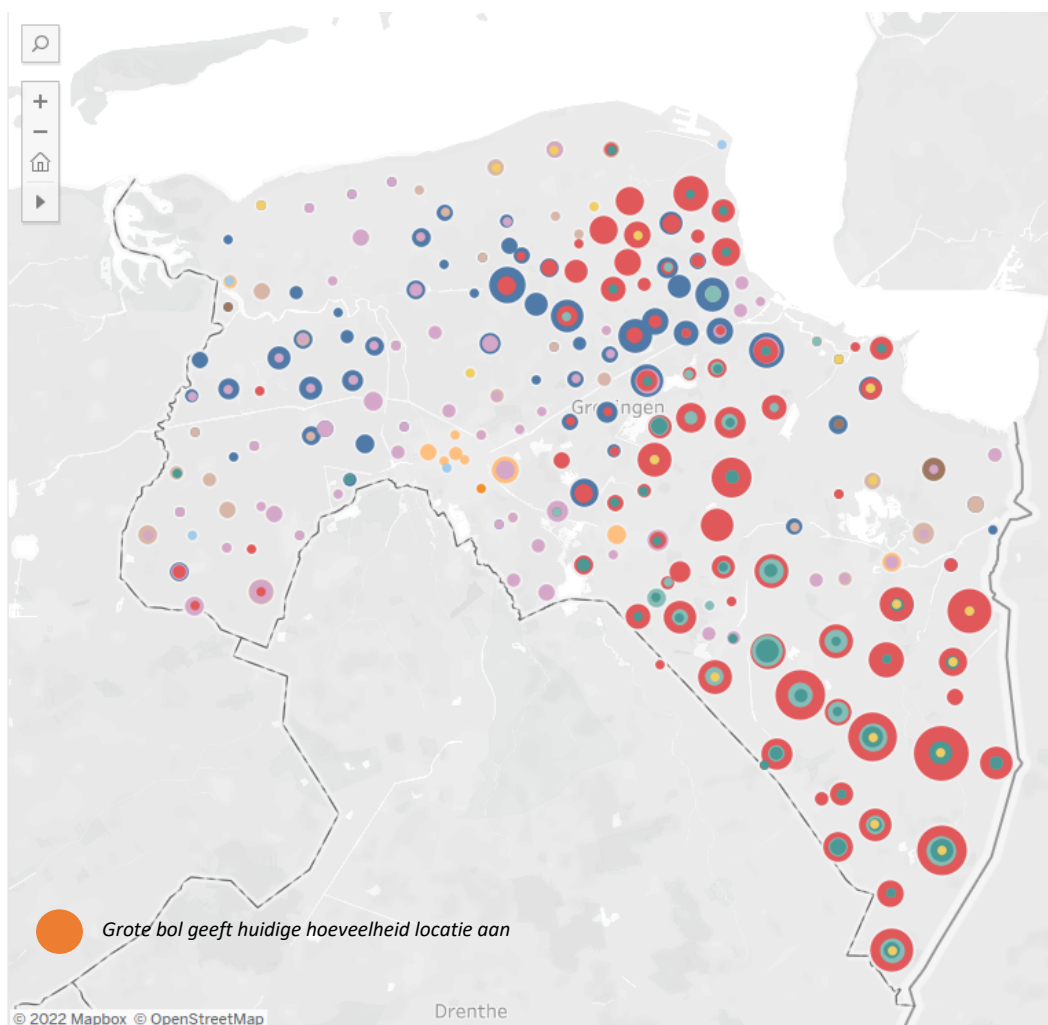 +
−
Groningen
Grote bol geeft huidige hoeveelheid locatie aan
Drenthe
© 2022 Mapbox © OpenStreetMap